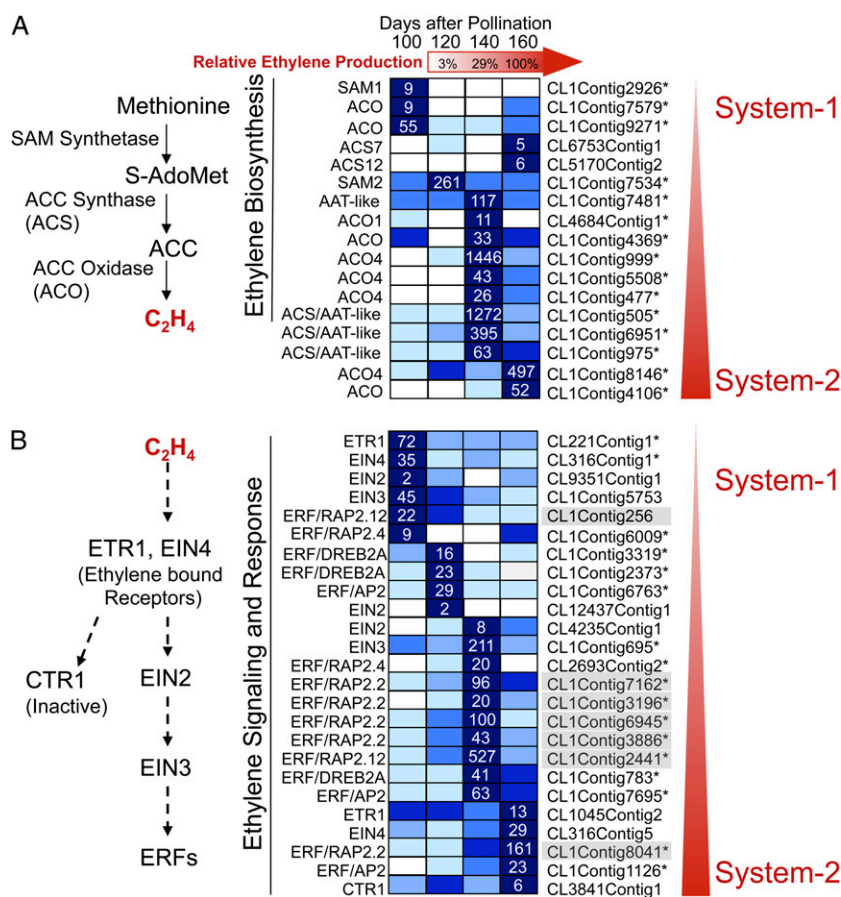 A
Days after Pollination
100 120 140 160
Relative Ethylene Production 3% 29% 100%
Methionine
SAM Synthetase
S-AdoMet
ACC Synthase
(ACS)
ACC
ACC Oxidase
(ACO)
C2H4
Ethylene Biosynthesis
SAM1 9 CL1Contig2926*
ACO 9 CL1Contig7579*
ACO 55 CL1Contig9271*
ACS7 5 CL6753Contig1
ACS12 6 CL5170Contig2
SAM2 261 CL1Contig7534*
AAT-like 117 CL1Contig7481*
ACO1 11 CL4684Contig1*
ACO 33 CL1Contig4369*
ACO4 1446 CL1Contig999*
ACO4 43 CL1Contig5508*
ACO4 26 CL1Contig477*
ACS/AAT-like 1272 CL1Contig505*
ACS/AAT-like 395 CL1Contig6951*
ACS/AAT-like 63 CL1Contig975*
ACO4 497 CL1Contig8146*
ACO 52 CL1Contig4106*
System-1
System-2
B
C2H4
ETR1, EIN4
(Ethylene bound
Receptors)
CTR1
(Inactive)
EIN2
EIN3
ERFs
Ethylene Signaling and Response
ETR1 72 CL221Contig1*
EIN4 35 CL316Contig1*
EIN2 2 CL9351Contig1
EIN3 45 CL1Contig5753
ERF/RAP2.12 22 CL1Contig256
ERF/RAP2.4 9 CL1Contig6009*
ERF/DREB2A 16 CL1Contig3319*
ERF/DREB2A 23 CL1Contig2373*
ERF/AP2 29 CL1Contig6763*
EIN2 2 CL12437Contig1
EIN2 8 CL4235Contig1
EIN3 211 CL1Contig695*
ERF/RAP2.4 20 CL2693Contig2*
ERF/RAP2.2 96 CL1Contig7162*
ERF/RAP2.2 20 CL1Contig3196*
ERF/RAP2.2 100 CL1Contig6945*
ERF/RAP2.2 43 CL1Contig3886*
ERF/RAP2.12 527 CL1Contig2441*
ERF/DREB2A 41 CL1Contig783*
ERF/AP2 63 CL1Contig7695*
ETR1 13 CL1045Contig2
EIN4 29 CL316Contig5
ERF/RAP2.2 161 CL1Contig8041*
ERF/AP2 23 CL1Contig1126*
CTR1 6 CL3841Contig1
System-1
System-2